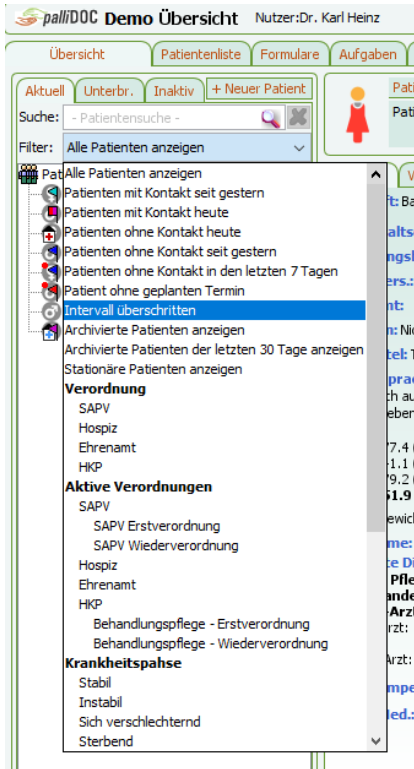 palliDOC Demo Übersicht Nutzer:Dr. Karl Heinz
Übersicht Patientenliste Formulare Aufgaben
Aktuell Unterbr. Inaktiv + Neuer Patient
Suche: - Patientensuche -
Filter: Alle Patienten anzeigen
Pati
Pati
Pat
Alle Patienten anzeigen
Patienten mit Kontakt seit gestern
Patienten mit Kontakt heute
Patienten ohne Kontakt heute
Patienten ohne Kontakt seit gestern
Patienten ohne Kontakt in den letzten 7 Tagen
Patient ohne geplanten Termin
Intervall überschritten
Archivierte Patienten anzeigen
Archivierte Patienten der letzten 30 Tage anzeigen
Stationäre Patienten anzeigen
Verordnung
SAPV
Hospiz
Ehrenamt
HKP
Aktive Verordnungen
SAPV
SAPV Erstverordnung
SAPV Wiederverordnung
Hospiz
Ehrenamt
HKP
Behandlungspflege - Erstverordnung
Behandlungspflege - Wiederverordnung
Krankheitspahse
Stabil
Instabil
Sich verschlechternd
Sterbend